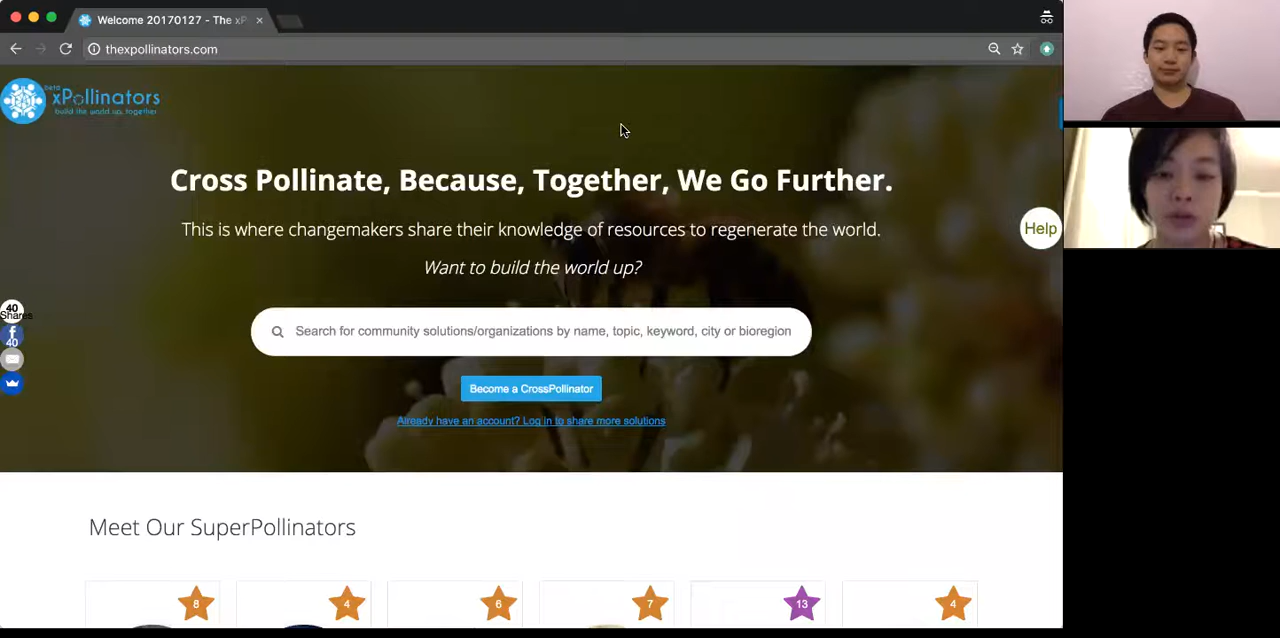 Welcome 20170127 - The xP
thexpollinators.com
beta
xPollinators
build the world up, together
Cross Pollinate, Because, Together, We Go Further.
This is where changemakers share their knowledge of resources to regenerate the world.
Want to build the world up?
Help
40
Shares
40
Search for community solutions/organizations by name, topic, keyword, city or bioregion
Become a CrossPollinator
Already have an account? Log in to share more solutions
Meet Our SuperPollinators
8
4
6
7
13
4